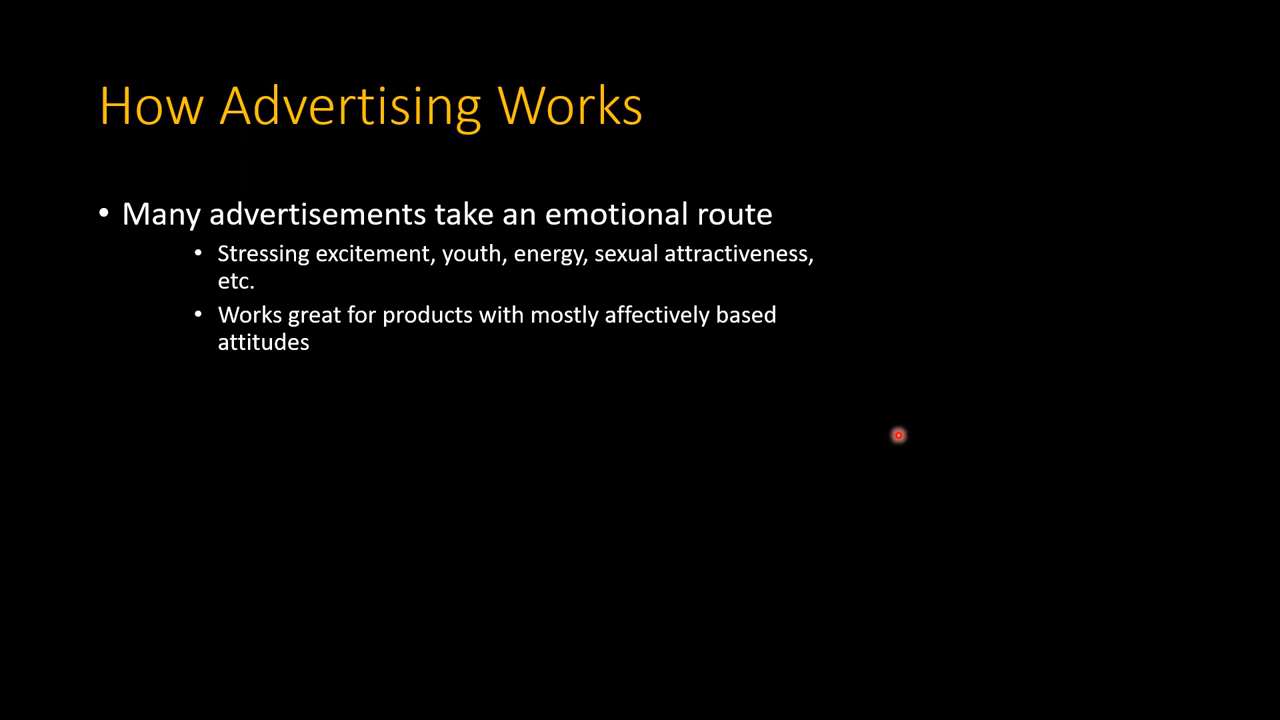 How Advertising Works
• Many advertisements take an emotional route
• Stressing excitement, youth, energy, sexual attractiveness,
etc.
• Works great for products with mostly affectively based
attitudes